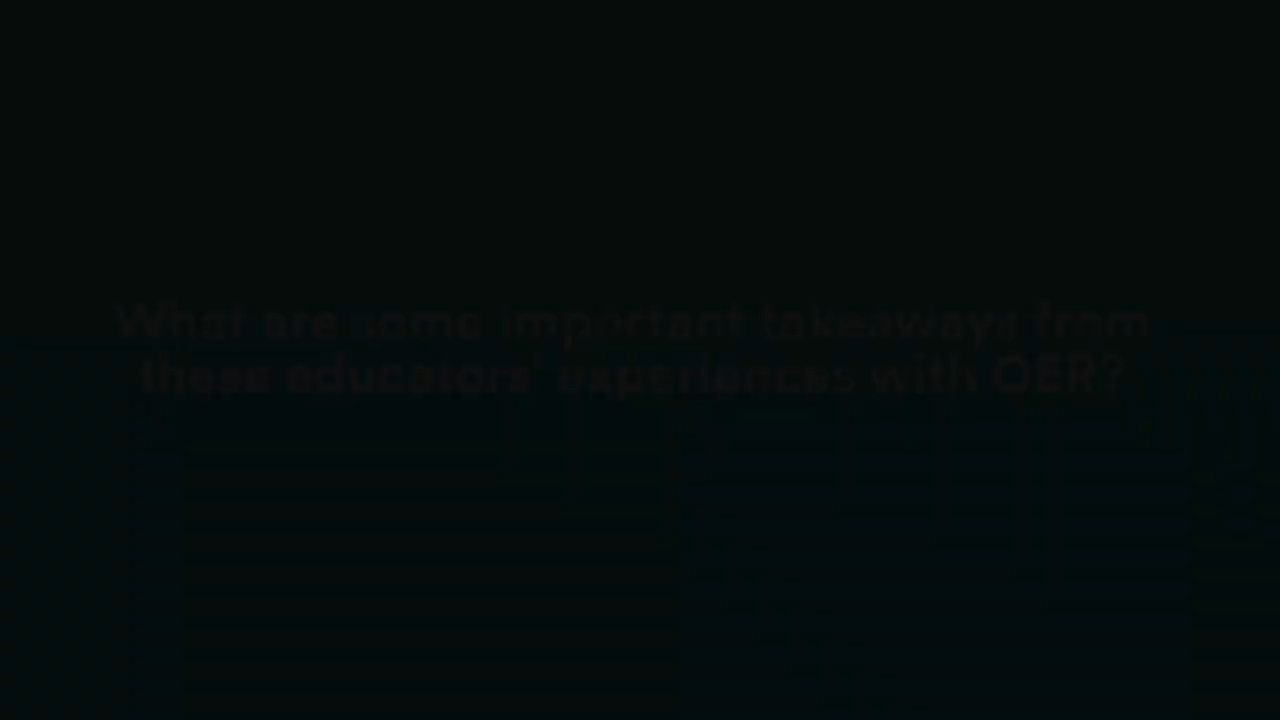 What are some important takeaways from
these educators' experiences with OER?